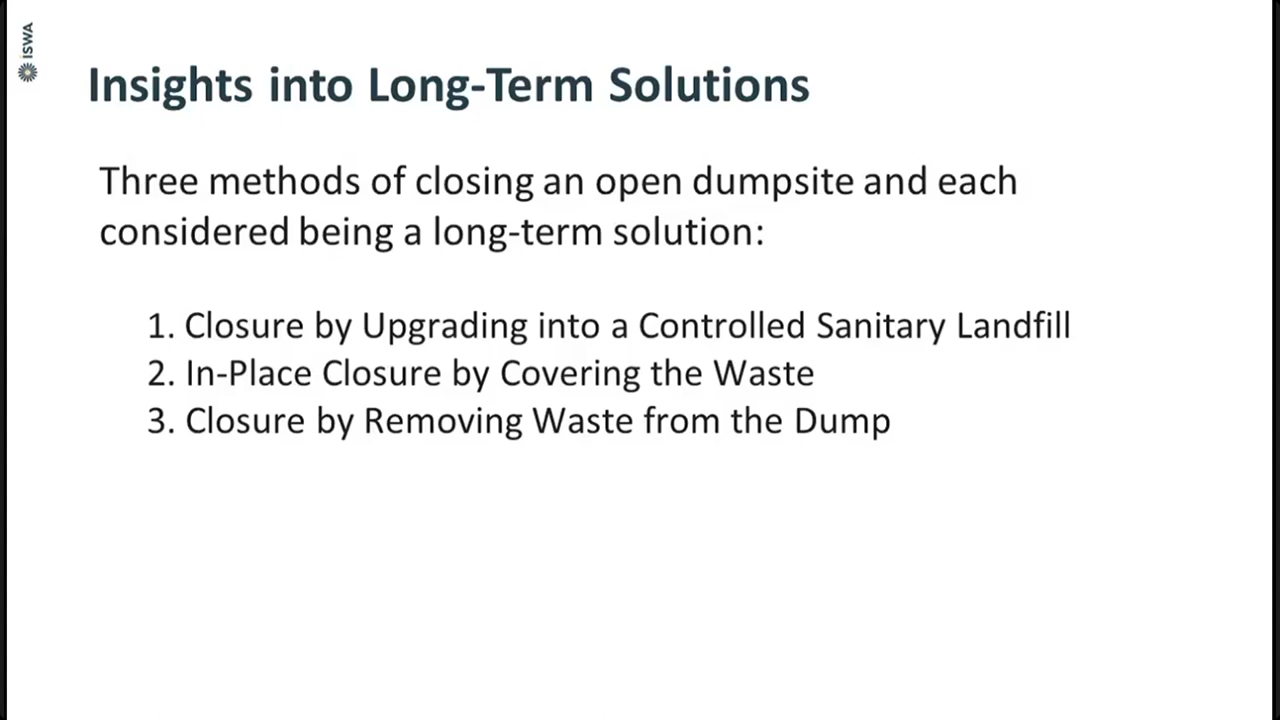 ISWA
Insights into Long-Term Solutions
Three methods of closing an open dumpsite and each
considered being a long-term solution:
1. Closure by Upgrading into a Controlled Sanitary Landfill
2. In-Place Closure by Covering the Waste
3. Closure by Removing Waste from the Dump